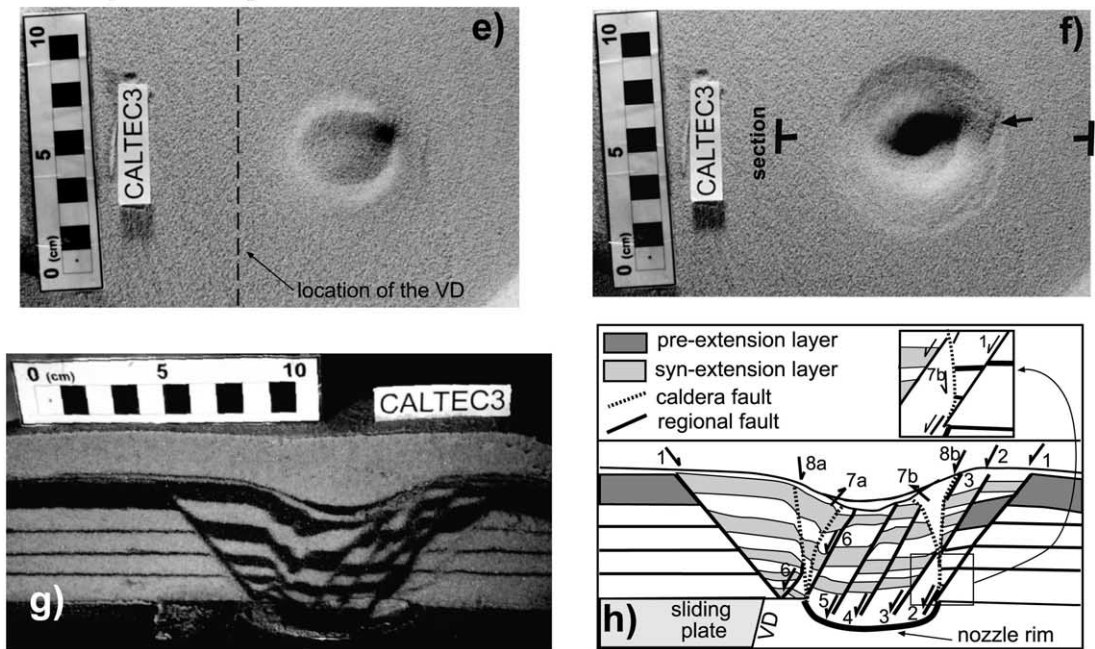 e)
10
5
0 (cm)
CALTEC3
location of the VD
f)
10
5
0 (cm)
CALTEC3
section
0 (cm)
5
10
CALTEC3
g)
pre-extension layer
syn-extension layer
caldera fault
regional fault
1
7b
1
8a
7a
7b
8b
2
1
3
6
6
5
4
3
2
h)
sliding plate
VD
nozzle rim